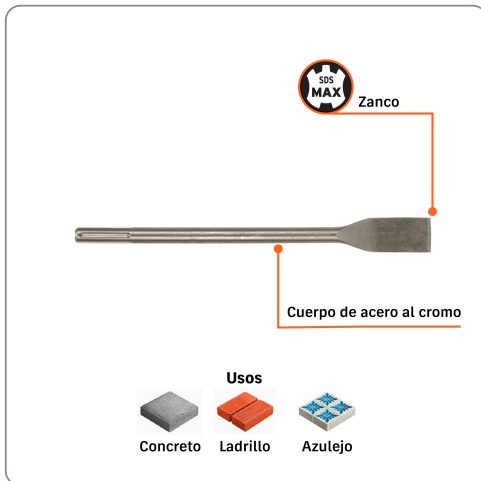 SDS
MAX
Zanco
Cuerpo de acero al cromo
Usos
Concreto
Ladrillo
Azulejo